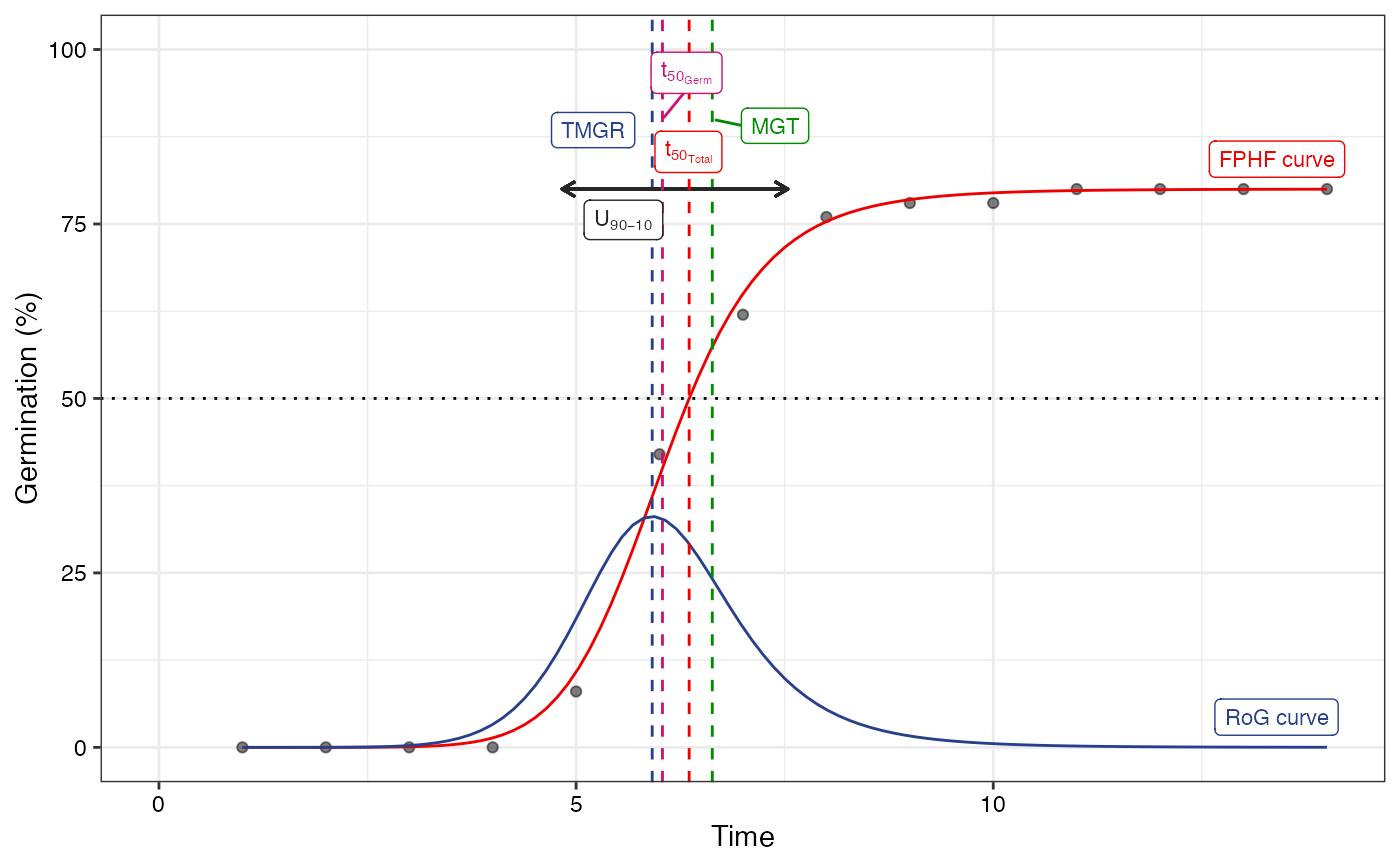 100
t50Germ
TMGR
MGT
t50Total
FPHF curve
U90−10
75
Germination (%)
50
25
RoG curve
0
0 5 10
Time